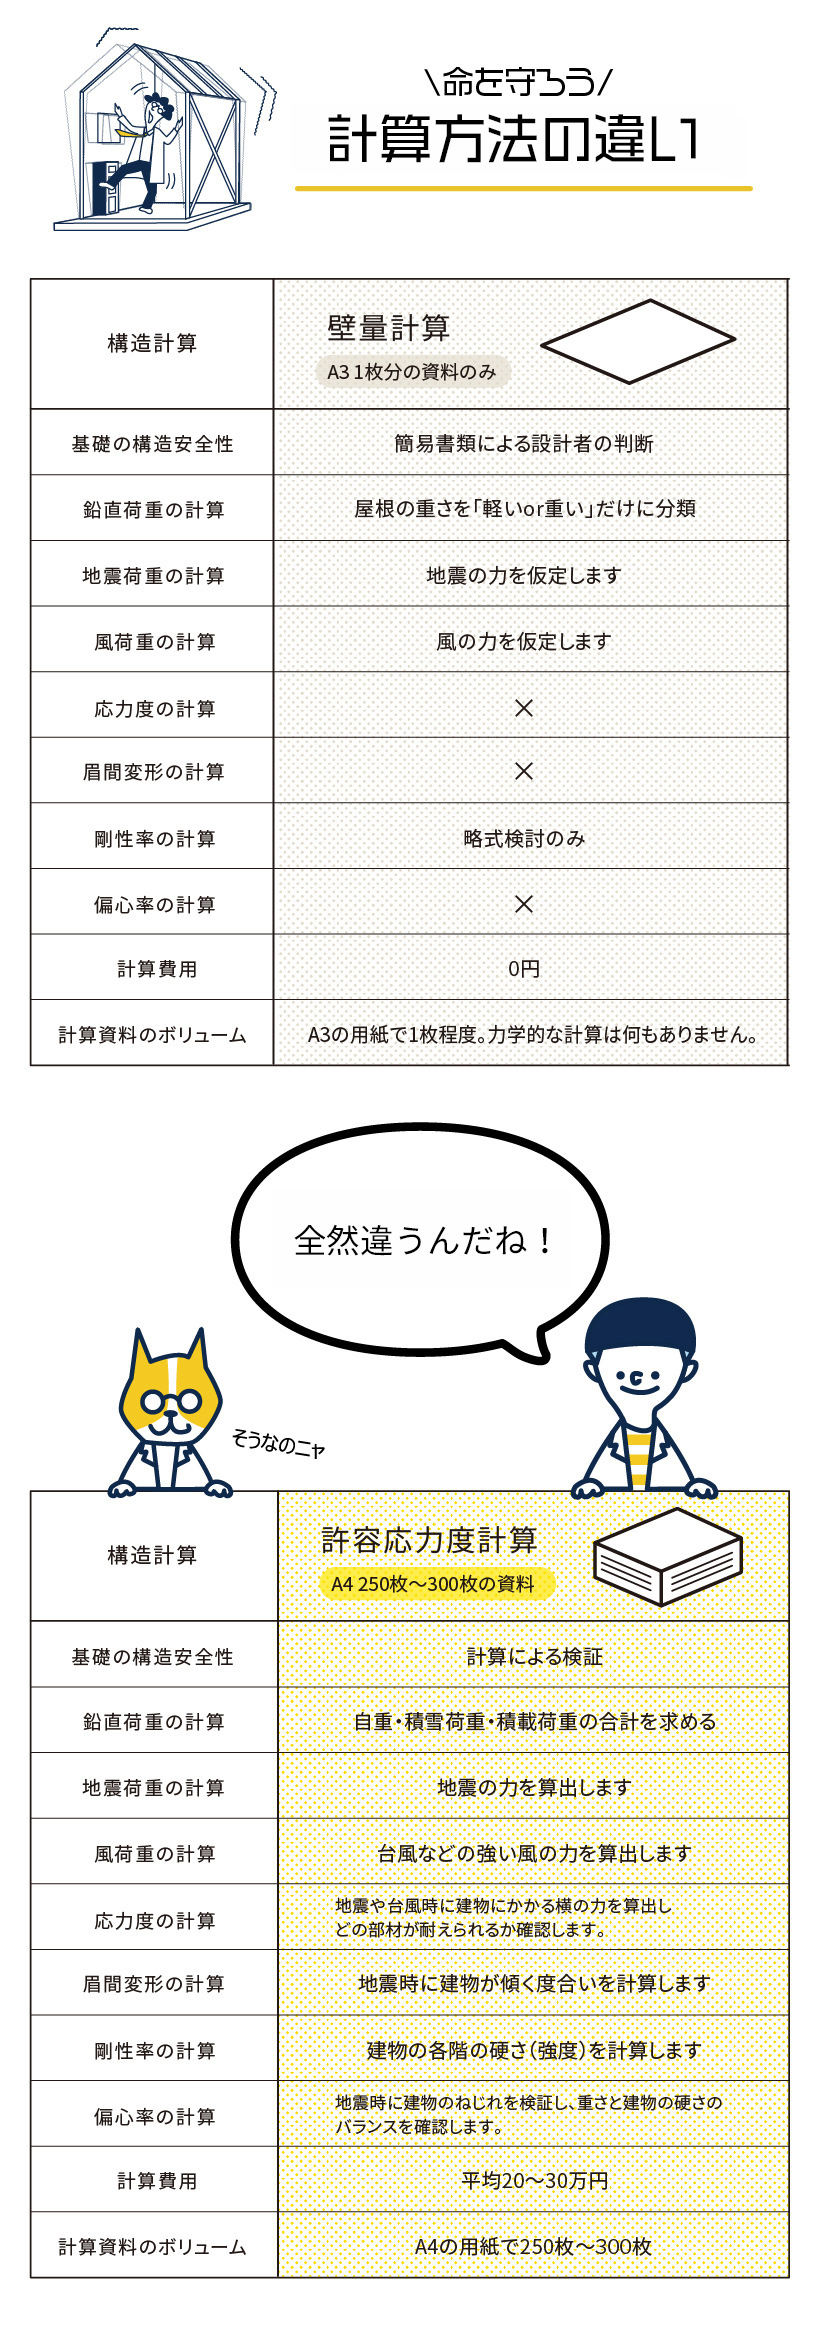 \命を守ろう/
計算方法の違い
構造計算
壁量計算
A3 1枚分の資料のみ
基礎の構造安全性
簡易書類による設計者の判断
鉛直荷重の計算
屋根の重さを「軽いor重い」だけに分類
地震荷重の計算
地震の力を仮定します
風荷重の計算
風の力を仮定します
応力度の計算
×
眉間変形の計算
×
剛性率の計算
略式検討のみ
偏心率の計算
×
計算費用
0円
計算資料のボリューム
A3の用紙で1枚程度。力学的な計算は何もありません。
全然違うんだね！
そうなのニャ
構造計算
許容応力度計算
A4 250枚〜300枚の資料
基礎の構造安全性
計算による検証
鉛直荷重の計算
自重・積雪荷重・積載荷重の合計を求める
地震荷重の計算
地震の力を算出します
風荷重の計算
台風などの強い風の力を算出します
応力度の計算
地震や台風時に建物にかかる横の力を算出し
どの部材が耐えられるか確認します。
眉間変形の計算
地震時に建物が傾く度合いを計算します
剛性率の計算
建物の各階の硬さ（強度）を計算します
偏心率の計算
地震時に建物のねじれを検証し、重さと建物の硬さの
バランスを確認します。
計算費用
平均20〜30万円
計算資料のボリューム
A4の用紙で250枚〜300枚